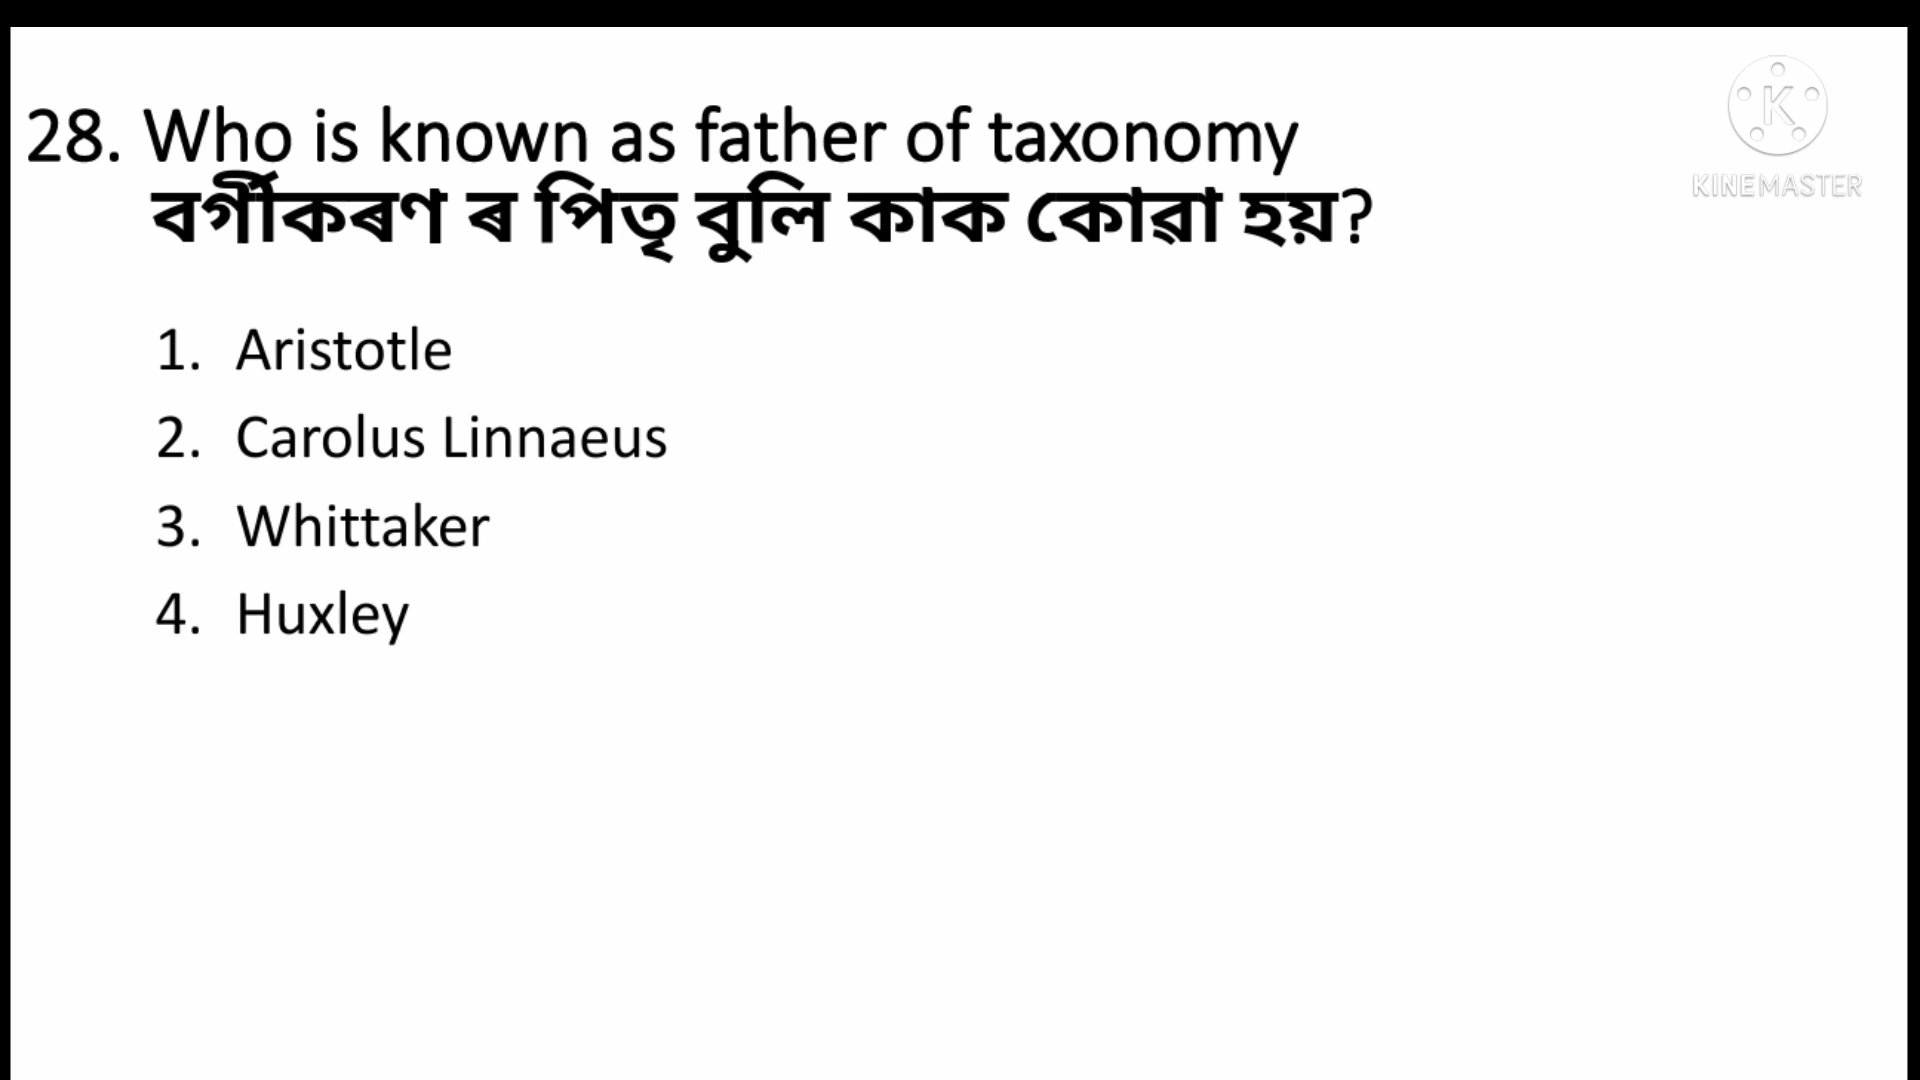 28. Who is known as father of taxonomy
বৰ্গীকৰণ ৰ পিতৃ বুলি কাক কোৱা হয়?
1. Aristotle
2. Carolus Linnaeus
3. Whittaker
4. Huxley
K
KINEMASTER